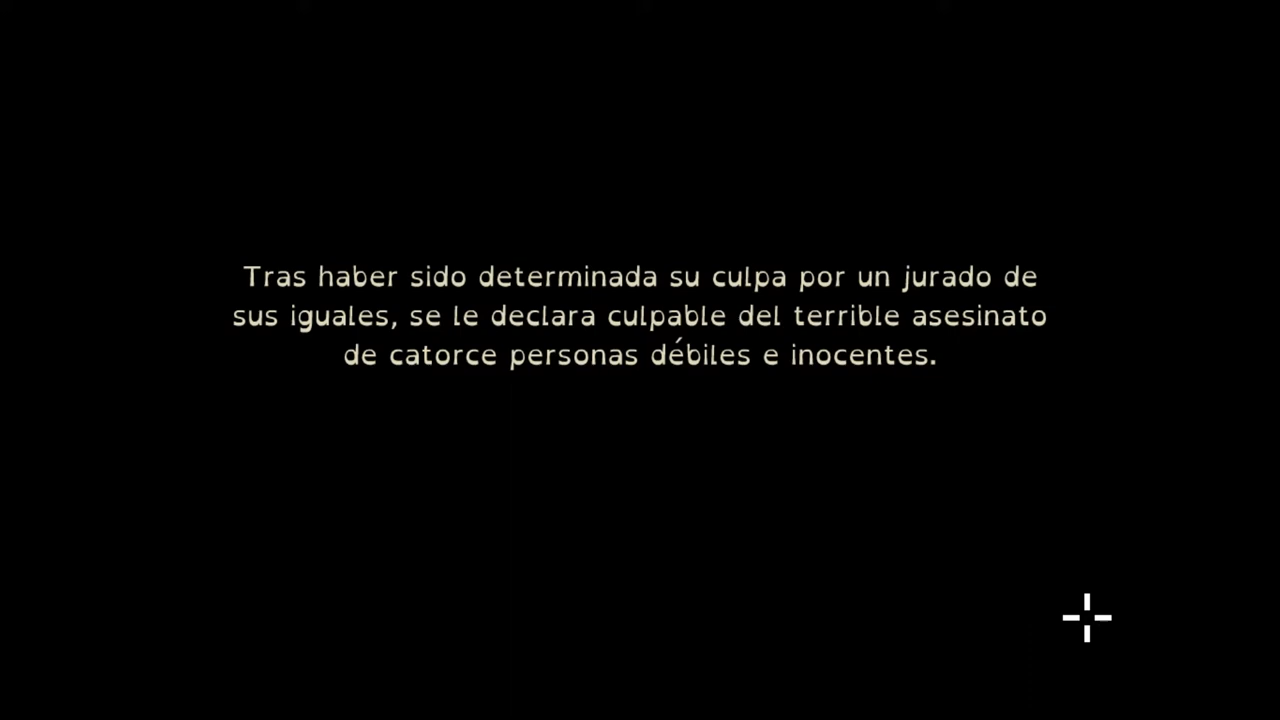 Tras haber sido determinada su culpa por un jurado de
sus iguales, se le declara culpable del terrible asesinato
de catorce personas débiles e inocentes.